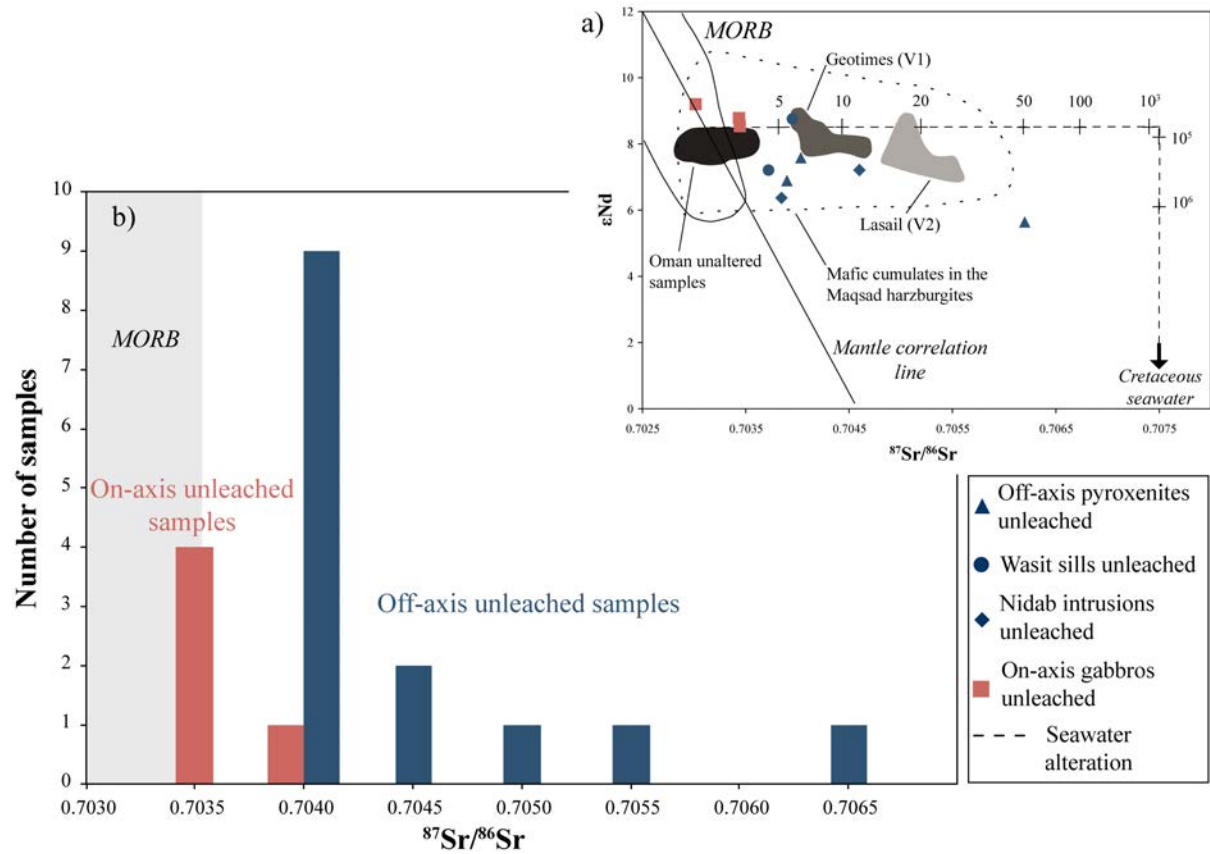 a)
12
10
8
6
4
2
0
εNd
MORB
Geotimes (V1)
5 10 20 50 100 10³
10⁵
10⁶
Lasail (V2)
Oman unaltered
samples
Mafic cumulates in the
Maqsad harzburgites
Mantle correlation
line
Cretaceous
seawater
0.7025 0.7035 0.7045 0.7055 0.7065 0.7075
⁸⁷Sr/⁸⁶Sr
b)
10
9
8
7
6
5
4
3
2
1
0
Number of samples
MORB
On-axis unleached
samples
Off-axis unleached samples
0.7030 0.7035 0.7040 0.7045 0.7050 0.7055 0.7060 0.7065
⁸⁷Sr/⁸⁶Sr
Off-axis pyroxenites
unleached
Wasit sills unleached
Nidab intrusions
unleached
On-axis gabbros
unleached
Seawater
alteration